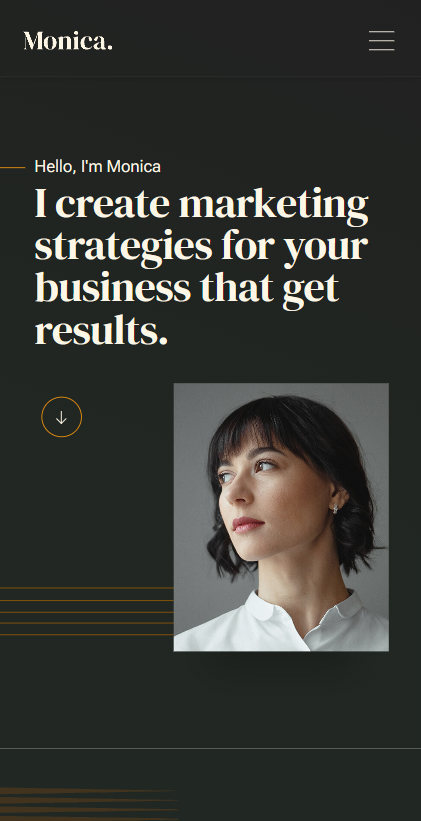 Monica.
Hello, I'm Monica
I create marketing
strategies for your
business that get
results.